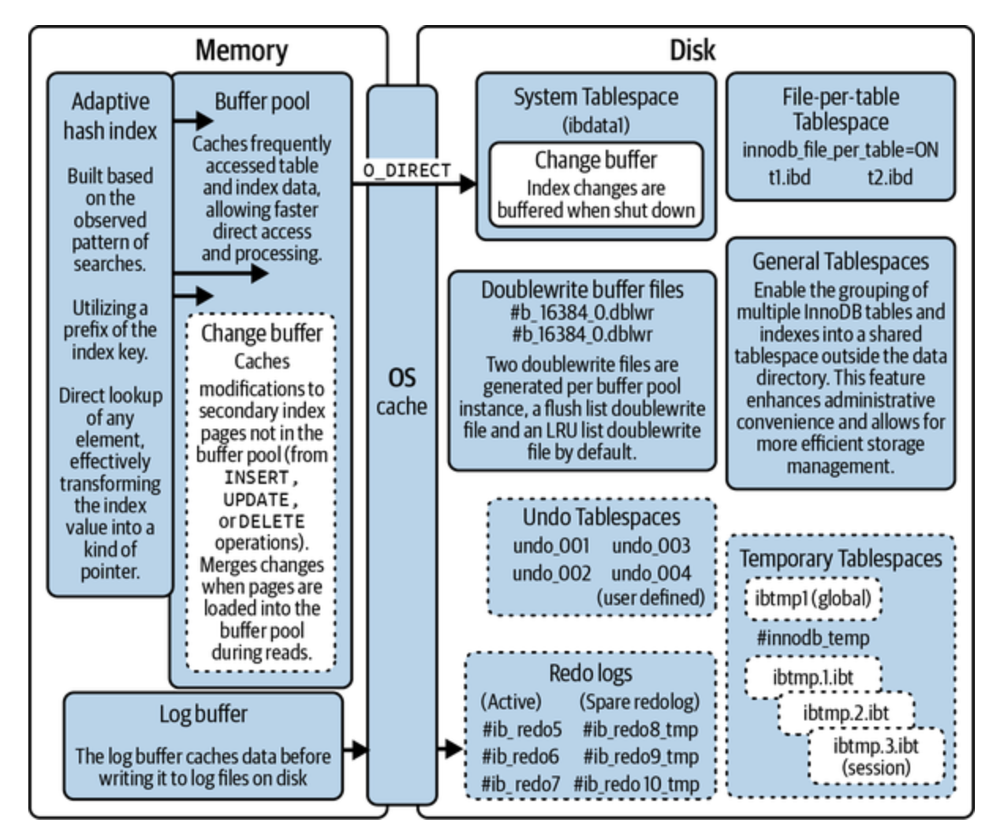 Memory
Adaptive
hash index
Built based
on the
observed
pattern of
searches.
Utilizing a
prefix of the
index key.
Direct lookup
of any
element,
effectively
transforming
the index
value into a
kind of
pointer.
Buffer pool
Caches frequently
accessed table
and index data,
allowing faster
direct access
and processing.
Change buffer
Caches
modifications to
secondary index
pages not in the
buffer pool (from
INSERT,
UPDATE,
or DELETE
operations).
Merges changes
when pages are
loaded into the
buffer pool
during reads.
Log buffer
The log buffer caches data before
writing it to log files on disk
O_DIRECT
OS
cache
Disk
System Tablespace
(ibdata1)
Change buffer
Index changes are
buffered when shut down
File-per-table
Tablespace
innodb_file_per_table=ON
t1.ibd t2.ibd
Doublewrite buffer files
#b_16384_0.dblwr
#b_16384_0.dblwr
Two doublewrite files are
generated per buffer pool
instance, a flush list doublewrite
file and an LRU list doublewrite
file by default.
General Tablespaces
Enable the grouping of
multiple InnoDB tables and
indexes into a shared
tablespace outside the data
directory. This feature
enhances administrative
convenience and allows for
more efficient storage
management.
Undo Tablespaces
undo_001 undo_003
undo_002 undo_004
(user defined)
Redo logs
(Active) (Spare redolog)
#ib_redo5 #ib_redo8_tmp
#ib_redo6 #ib_redo9_tmp
#ib_redo7 #ib_redo10_tmp
Temporary Tablespaces
ibtmp1 (global)
#innodb_temp
ibtmp.1.ibt
ibtmp.2.ibt
ibtmp.3.ibt
(session)